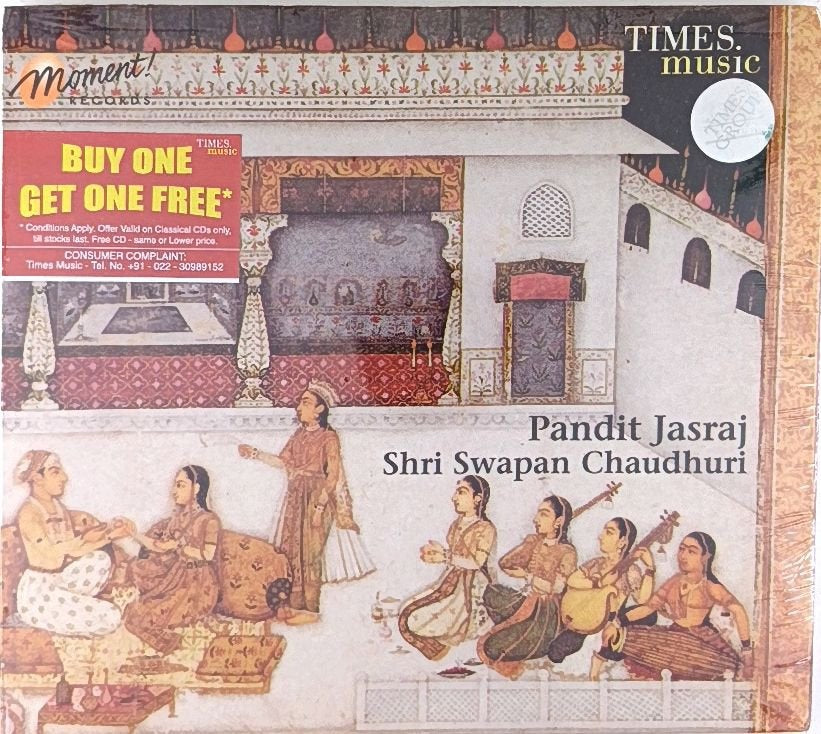 Moment!
RECORDS
TIMES.
music
TIMES
GROUP
TIMES.
music
BUY ONE
GET ONE FREE*
* Conditions Apply. Offer Valid on Classical CDs only,
till stocks last. Free CD - same or Lower price.
CONSUMER COMPLAINT:
Times Music - Tel. No. +91 - 022 - 30989152
Pandit Jasraj
Shri Swapan Chaudhuri